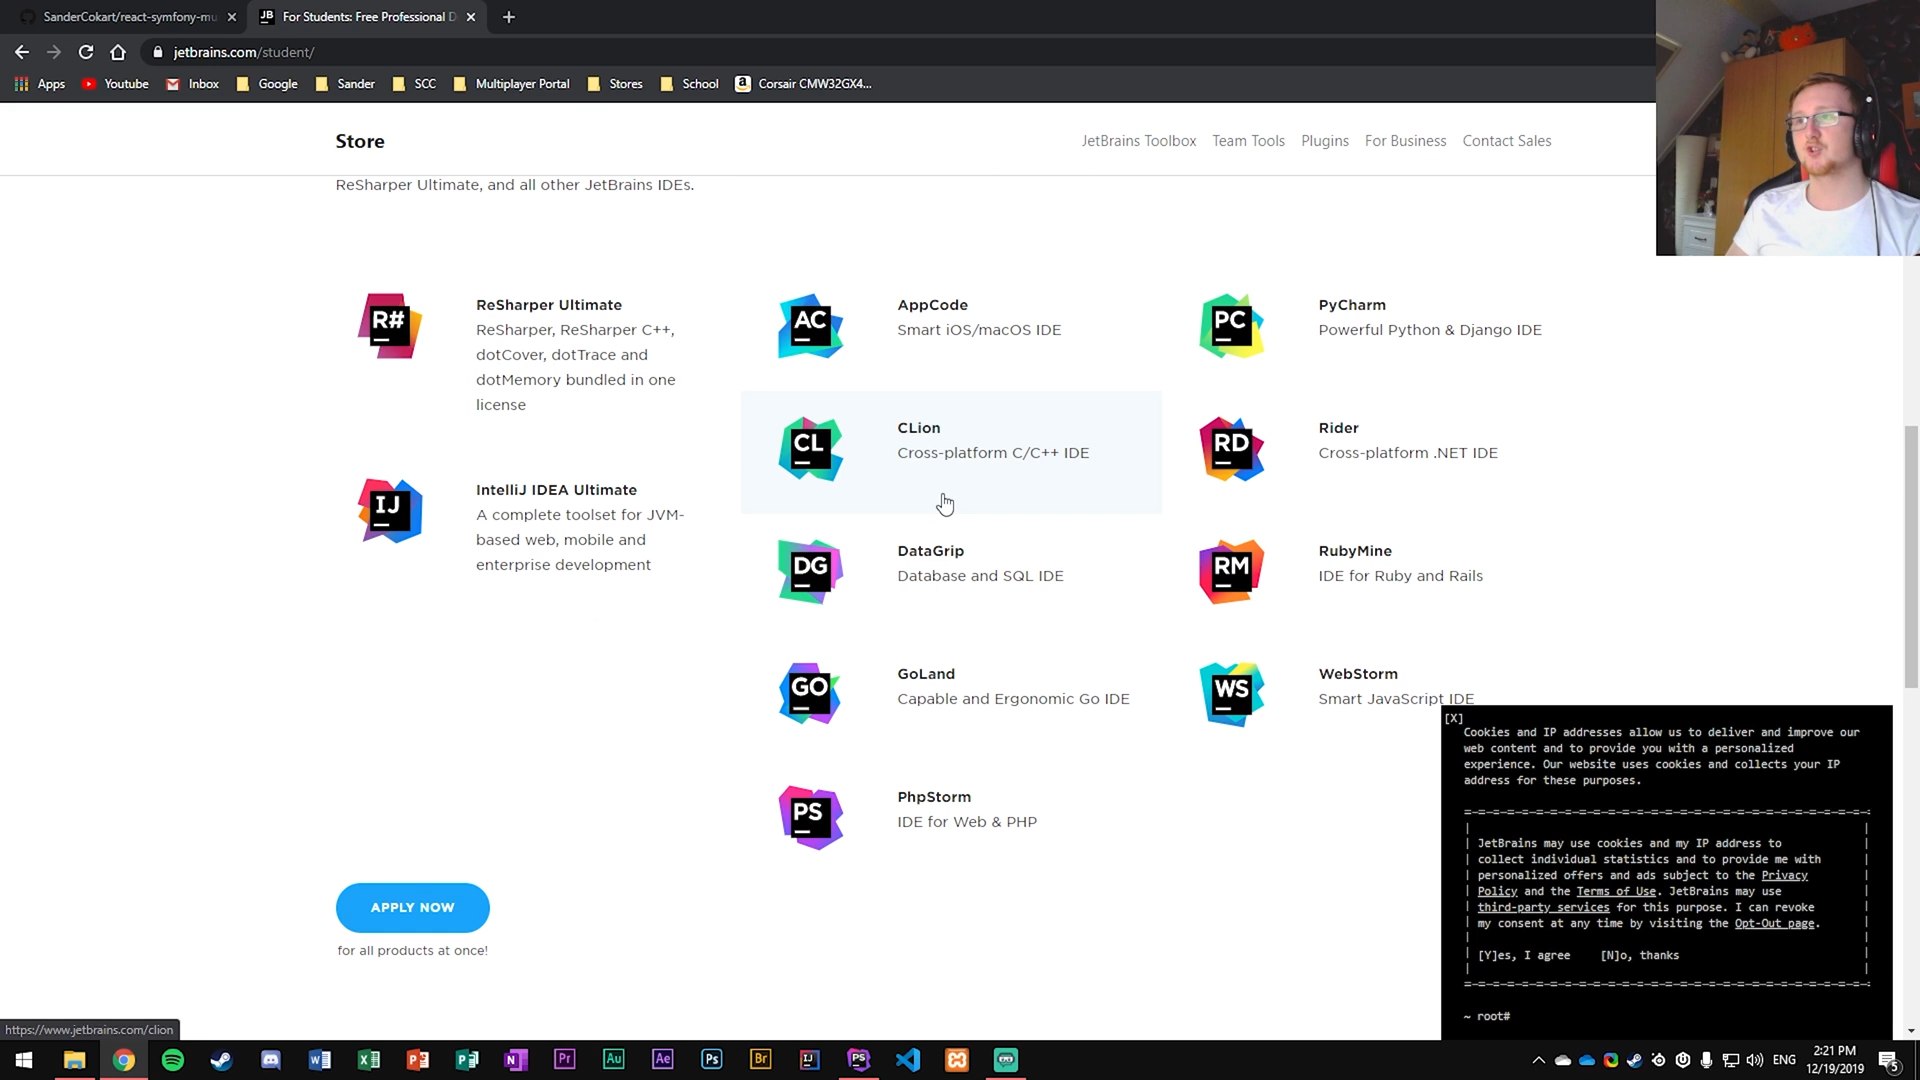 SanderCokart/react-symfony-mu
For Students: Free Professional D
jetbrains.com/student/
Apps
Youtube
Inbox
Google
Sander
SCC
Multiplayer Portal
Stores
School
Corsair CMW32GX4...
Store
JetBrains Toolbox
Team Tools
Plugins
For Business
Contact Sales
ReSharper Ultimate, and all other JetBrains IDEs.
R#
ReSharper Ultimate
ReSharper, ReSharper C++,
dotCover, dotTrace and
dotMemory bundled in one
license
IJ
IntelliJ IDEA Ultimate
A complete toolset for JVM-
based web, mobile and
enterprise development
AC
AppCode
Smart iOS/macOS IDE
CL
CLion
Cross-platform C/C++ IDE
DG
DataGrip
Database and SQL IDE
GO
GoLand
Capable and Ergonomic Go IDE
PS
PhpStorm
IDE for Web & PHP
PC
PyCharm
Powerful Python & Django IDE
RD
Rider
Cross-platform .NET IDE
RM
RubyMine
IDE for Ruby and Rails
WS
WebStorm
Smart JavaScript IDE
APPLY NOW
for all products at once!
[X]
Cookies and IP addresses allow us to deliver and improve our
web content and to provide you with a personalized
experience. Our website uses cookies and collects your IP
address for these purposes.
JetBrains may use cookies and my IP address to
collect individual statistics and to provide me with
personalized offers and ads subject to the Privacy
Policy and the Terms of Use. JetBrains may use
third-party services for this purpose. I can revoke
my consent at any time by visiting the Opt-Out page.
[Y]es, I agree [N]o, thanks
~ root#
https://www.jetbrains.com/clion
Pr
Au
Ae
Ps
Br
IJ
PS
ENG
2:21 PM
12/19/2019
5